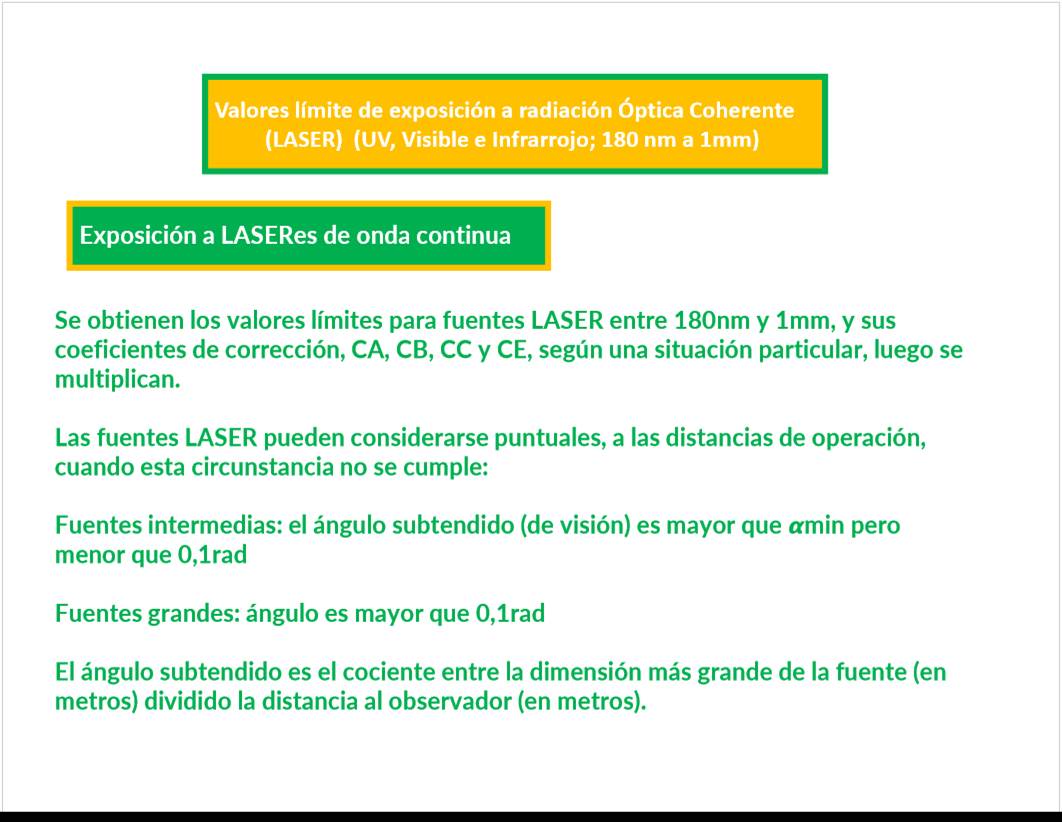 Valores límite de exposición a radiación Óptica Coherente
(LASER)  (UV, Visible e Infrarrojo; 180 nm a 1mm)
Exposición a LASERes de onda continua
Se obtienen los valores límites para fuentes LASER entre 180nm y 1mm, y sus
coeficientes de corrección, CA, CB, CC y CE, según una situación particular, luego se
multiplican.
Las fuentes LASER pueden considerarse puntuales, a las distancias de operación,
cuando esta circunstancia no se cumple:
Fuentes intermedias: el ángulo subtendido (de visión) es mayor que αmin pero
menor que 0,1rad
Fuentes grandes: ángulo es mayor que 0,1rad
El ángulo subtendido es el cociente entre la dimensión más grande de la fuente (en
metros) dividido la distancia al observador (en metros).